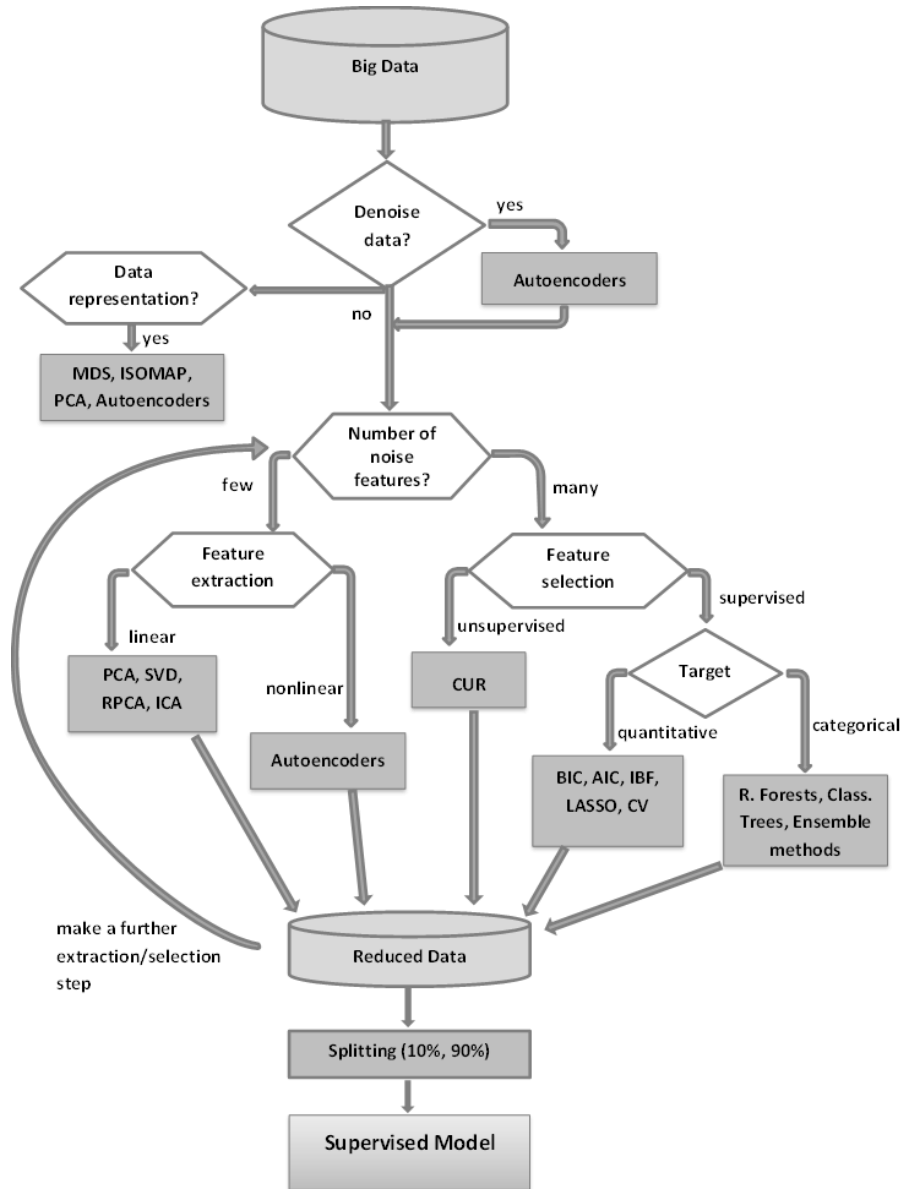 Big Data
Denoise
data?
yes
Autoencoders
Data
representation?
no
yes
MDS, ISOMAP,
PCA, Autoencoders
Number of
noise
features?
few
many
Feature
extraction
Feature
selection
linear
unsupervised
supervised
PCA, SVD,
RPCA, ICA
nonlinear
CUR
Target
quantitative
categorical
Autoencoders
BIC, AIC, IBF,
LASSO, CV
R. Forests, Class.
Trees, Ensemble
methods
make a further
extraction/selection
step
Reduced Data
Splitting (10%, 90%)
Supervised Model